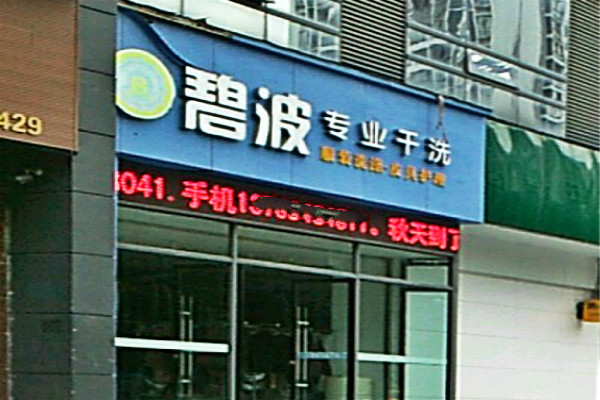 429
碧波 专业干洗
服装洗涤·皮具护理
3041.手机 秋天到了